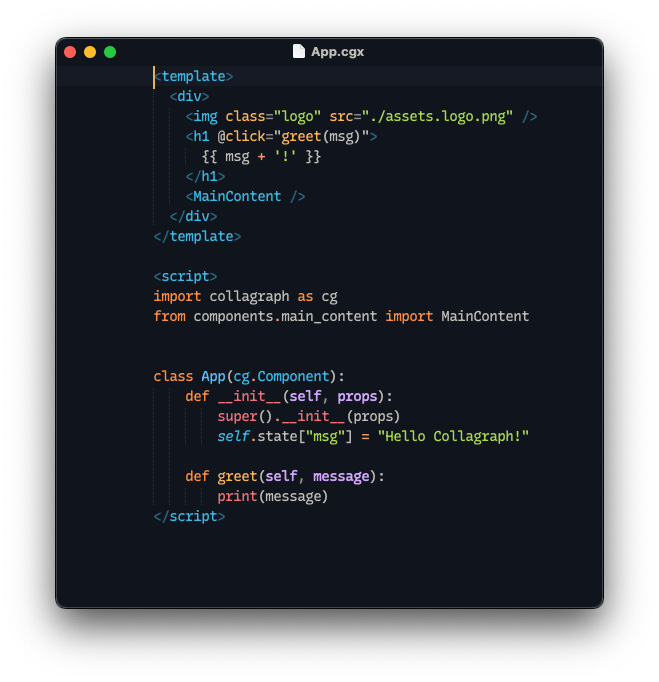 App.cgx
<template>
<div>
<img class="logo" src="./assets.logo.png" />
<h1 @click="greet(msg)">
{{ msg + '!' }}
</h1>
<MainContent />
</div>
</template>
<script>
import collagraph as cg
from components.main_content import MainContent
class App(cg.Component):
def __init__(self, props):
super().__init__(props)
self.state["msg"] = "Hello Collagraph!"
def greet(self, message):
print(message)
</script>